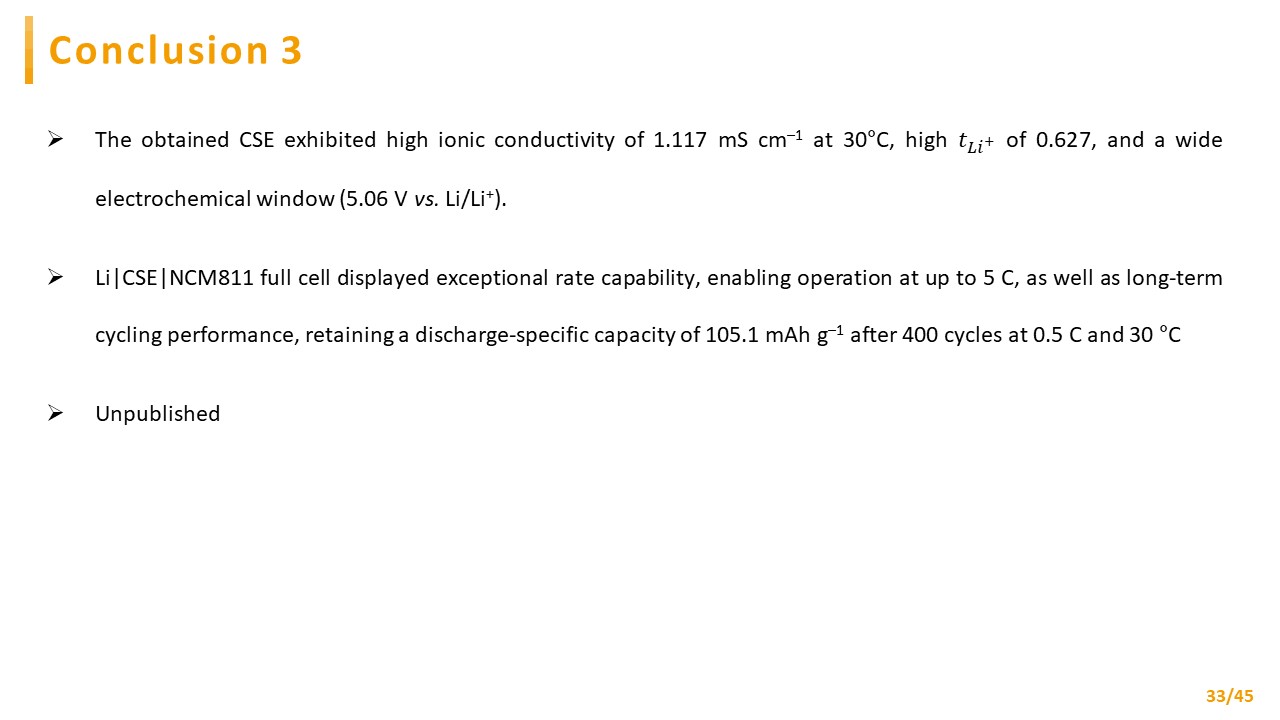 Conclusion 3
➢ The obtained CSE exhibited high ionic conductivity of 1.117 mS cm⁻¹ at 30°C, high t_Li⁺ of 0.627, and a wide
electrochemical window (5.06 V vs. Li/Li⁺).
➢ Li|CSE|NCM811 full cell displayed exceptional rate capability, enabling operation at up to 5 C, as well as long-term
cycling performance, retaining a discharge-specific capacity of 105.1 mAh g⁻¹ after 400 cycles at 0.5 C and 30 °C
➢ Unpublished
33/45